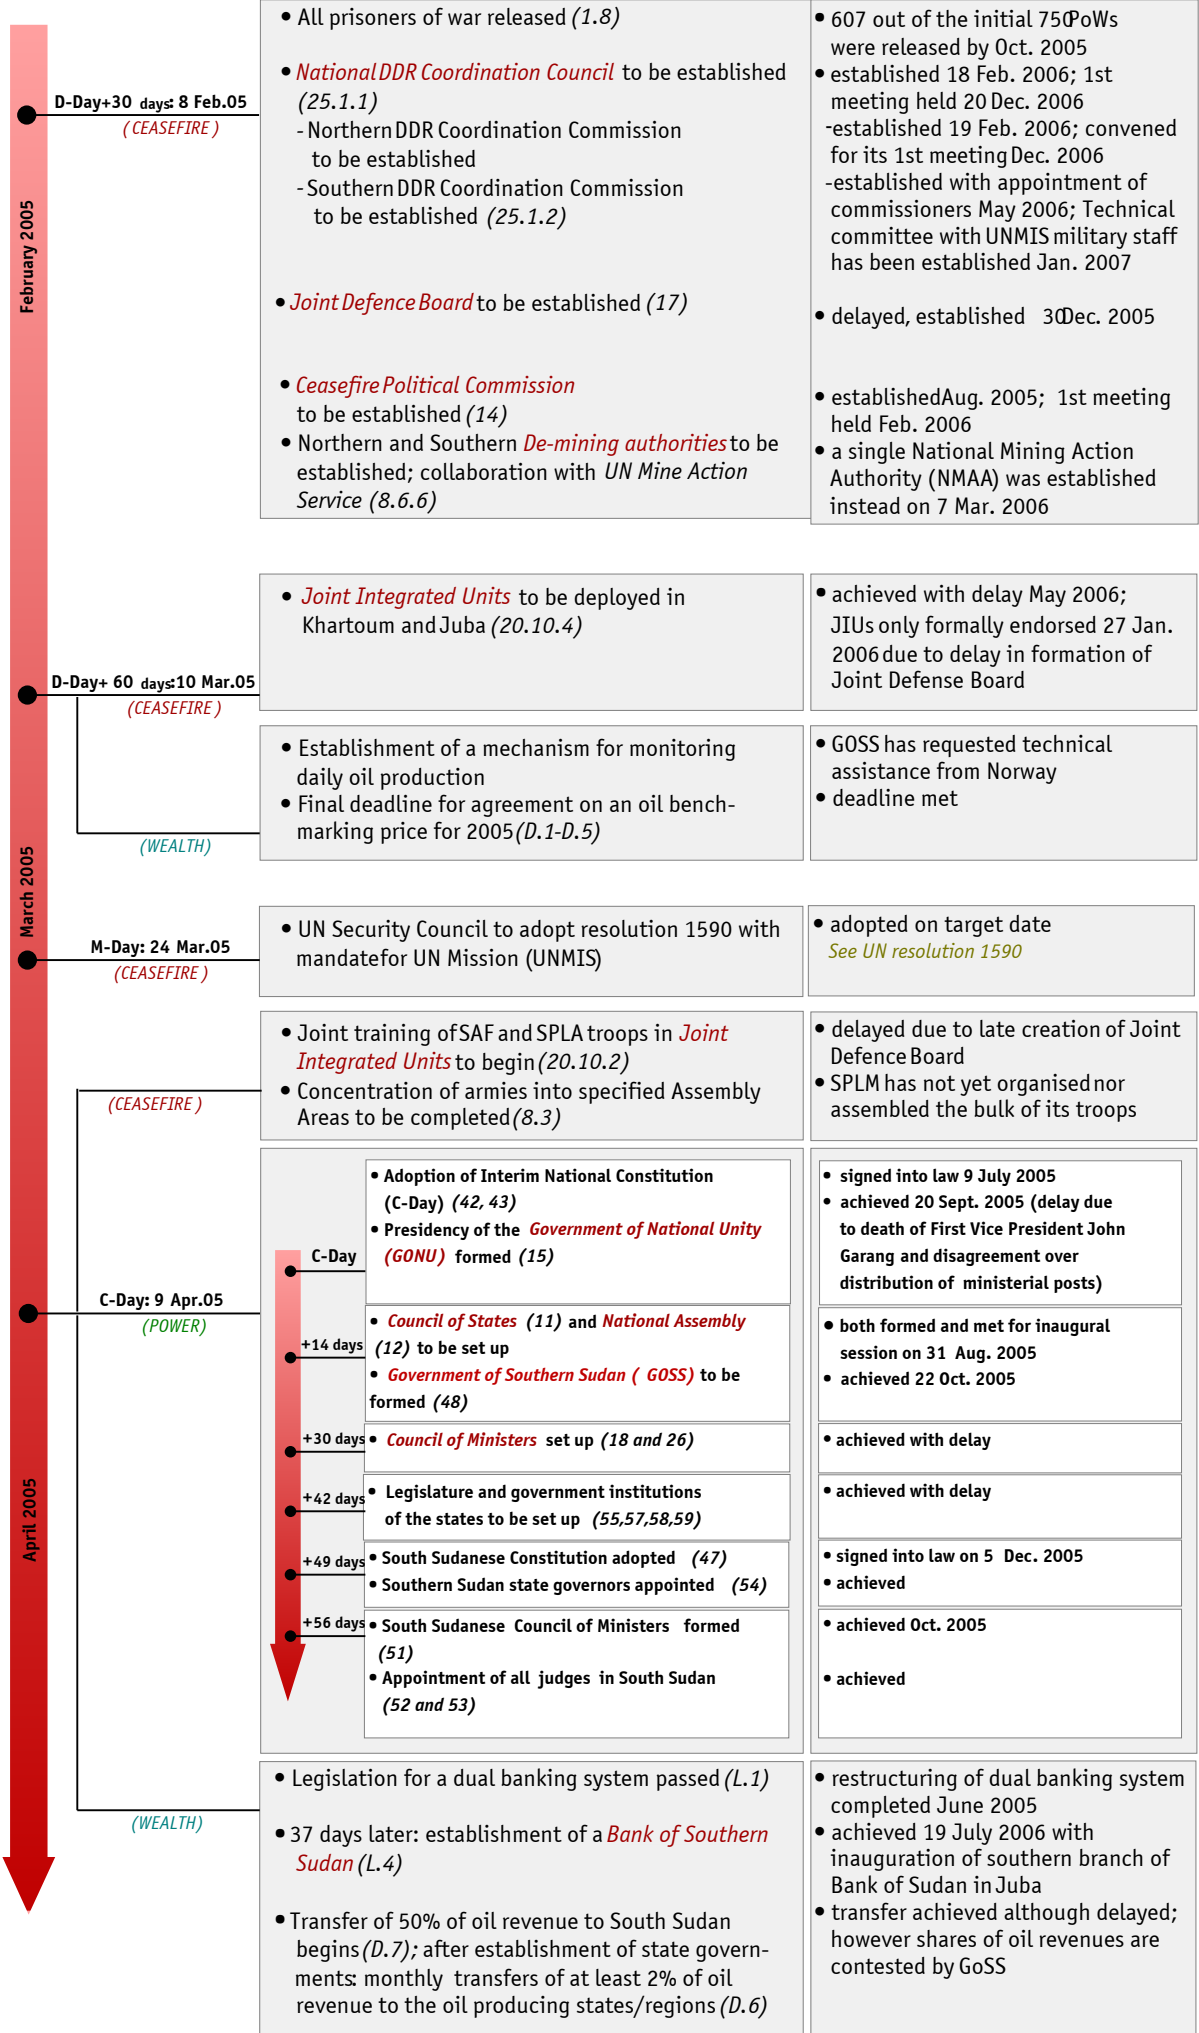 February 2005
D-Day+30 days: 8 Feb.05
(CEASEFIRE)
• All prisoners of war released (1.8)
• National DDR Coordination Council to be established
(25.1.1)
- Northern DDR Coordination Commission
to be established
- Southern DDR Coordination Commission
to be established (25.1.2)
• Joint Defence Board to be established (17)
• Ceasefire Political Commission
to be established (14)
• Northern and Southern De-mining authorities to be
established; collaboration with UN Mine Action
Service (8.6.6)
• 607 out of the initial 750 PoWs
were released by Oct. 2005
• established 18 Feb. 2006; 1st
meeting held 20 Dec. 2006
-established 19 Feb. 2006; convened
for its 1st meeting Dec. 2006
-established with appointment of
commissioners May 2006; Technical
committee with UNMIS military staff
has been established Jan. 2007
• delayed, established 30Dec. 2005
• established Aug. 2005; 1st meeting
held Feb. 2006
• a single National Mining Action
Authority (NMAA) was established
instead on 7 Mar. 2006
March 2005
D-Day+ 60 days:10 Mar.05
(CEASEFIRE)
• Joint Integrated Units to be deployed in
Khartoum and Juba (20.10.4)
• achieved with delay May 2006;
JIUs only formally endorsed 27 Jan.
2006 due to delay in formation of
Joint Defense Board
(WEALTH)
• Establishment of a mechanism for monitoring
daily oil production
• Final deadline for agreement on an oil bench-
marking price for 2005 (D.1-D.5)
• GOSS has requested technical
assistance from Norway
• deadline met
M-Day: 24 Mar.05
(CEASEFIRE)
• UN Security Council to adopt resolution 1590 with
mandate for UN Mission (UNMIS)
• adopted on target date
See UN resolution 1590
(CEASEFIRE)
• Joint training of SAF and SPLA troops in Joint
Integrated Units to begin (20.10.2)
• Concentration of armies into specified Assembly
Areas to be completed (8.3)
• delayed due to late creation of Joint
Defence Board
• SPLM has not yet organised nor
assembled the bulk of its troops
April 2005
C-Day: 9 Apr.05
(POWER)
C-Day
• Adoption of Interim National Constitution
(C-Day) (42, 43)
• Presidency of the Government of National Unity
(GONU) formed (15)
• signed into law 9 July 2005
• achieved 20 Sept. 2005 (delay due
to death of First Vice President John
Garang and disagreement over
distribution of ministerial posts)
+14 days
• Council of States (11) and National Assembly
(12) to be set up
• Government of Southern Sudan ( GOSS) to be
formed (48)
• both formed and met for inaugural
session on 31 Aug. 2005
• achieved 22 Oct. 2005
+30 days
• Council of Ministers set up (18 and 26)
• achieved with delay
+42 days
• Legislature and government institutions
of the states to be set up (55,57,58,59)
• achieved with delay
+49 days
• South Sudanese Constitution adopted (47)
• Southern Sudan state governors appointed (54)
• signed into law on 5 Dec. 2005
• achieved
+56 days
• South Sudanese Council of Ministers formed
(51)
• Appointment of all judges in South Sudan
(52 and 53)
• achieved Oct. 2005
• achieved
(WEALTH)
• Legislation for a dual banking system passed (L.1)
• 37 days later: establishment of a Bank of Southern
Sudan (L.4)
• Transfer of 50% of oil revenue to South Sudan
begins (D.7); after establishment of state govern-
ments: monthly transfers of at least 2% of oil
revenue to the oil producing states/regions (D.6)
• restructuring of dual banking system
completed June 2005
• achieved 19 July 2006 with
inauguration of southern branch of
Bank of Sudan in Juba
• transfer achieved although delayed;
however shares of oil revenues are
contested by GoSS